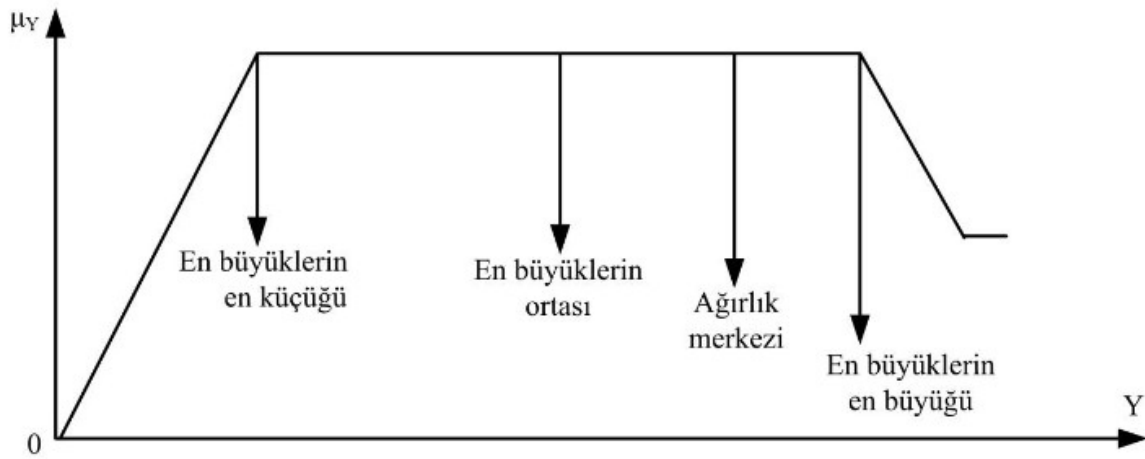 μY
En büyüklerin
en küçüğü
En büyüklerin
ortası
Ağırlık
merkezi
En büyüklerin
en büyüğü
Y
0